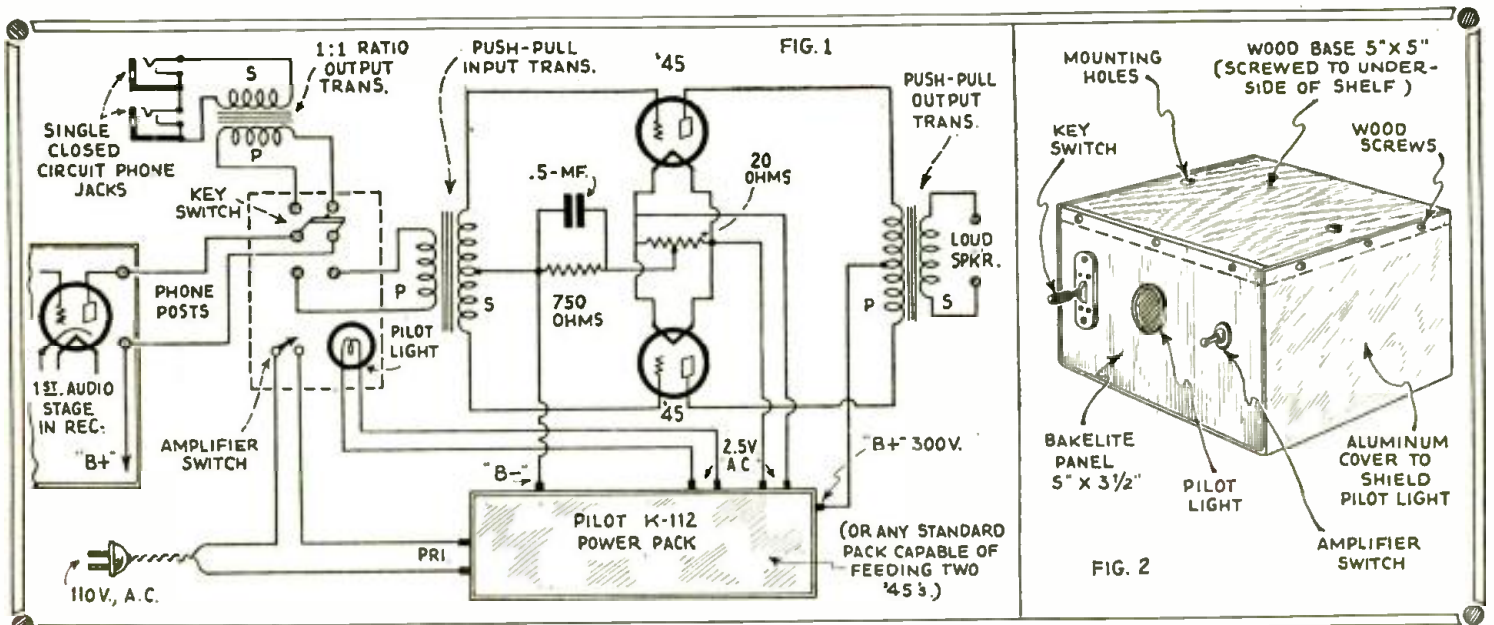 FIG. 1
1:1 RATIO
OUTPUT
TRANS.
S
P
SINGLE
CLOSED
CIRCUIT PHONE
JACKS
KEY
SWITCH
PHONE
POSTS
1ST. AUDIO
STAGE
IN REC.
"B+"
AMPLIFIER
SWITCH
PILOT
LIGHT
PUSH-PULL
INPUT TRANS.
P
S
.5-MF.
750
OHMS
'45
20
OHMS
'45
PUSH-PULL
OUTPUT
TRANS.
P
S
LOUD
SPKR.
"B-"
2.5V
A C
"B+" 300V.
110V., A.C.
PRI
PILOT K-112
POWER PACK
(OR ANY STANDARD
PACK CAPABLE OF
FEEDING TWO
'45's.)
MOUNTING
HOLES
WOOD BASE 5" X 5"
(SCREWED TO UNDER-
SIDE OF SHELF)
KEY
SWITCH
WOOD
SCREWS
BAKELITE
PANEL
5" X 3 1/2"
PILOT
LIGHT
ALUMINUM
COVER TO
SHIELD
PILOT LIGHT
AMPLIFIER
SWITCH
FIG. 2